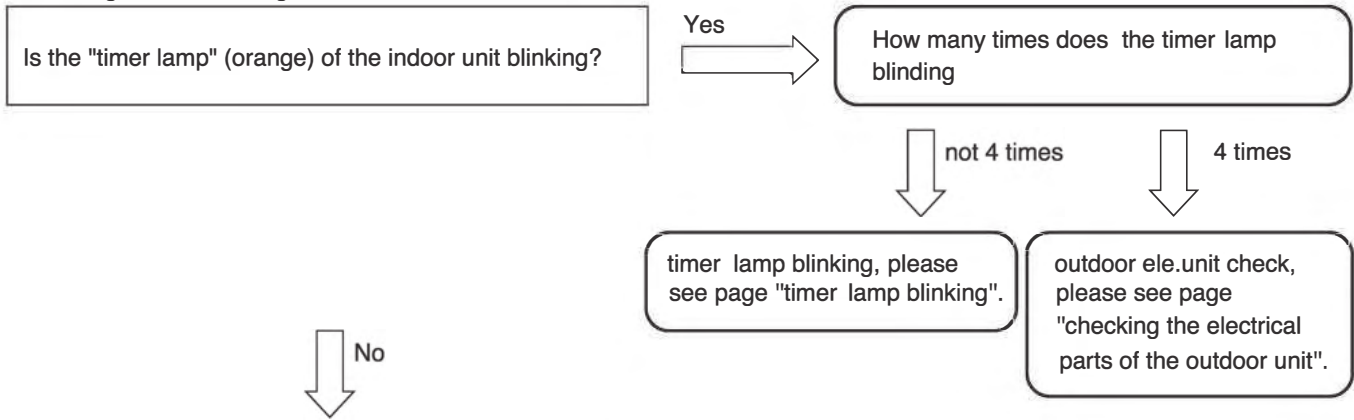 Is the "timer lamp" (orange) of the indoor unit blinking?
Yes
How many times does the timer lamp
blinding
not 4 times
4 times
timer lamp blinking, please
see page "timer lamp blinking".
outdoor ele.unit check,
please see page
"checking the electrical
parts of the outdoor unit".
No